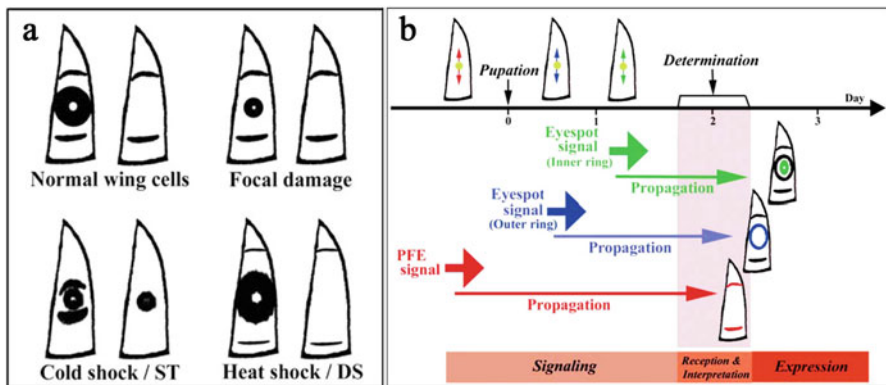 a
Normal wing cells
Focal damage
Cold shock / ST
Heat shock / DS
b
Pupation
Determination
Day
0
1
2
3
Eyespot
signal
(Inner ring)
Propagation
Eyespot
signal
(Outer ring)
Propagation
PFE
signal
Propagation
Signaling
Reception &
Interpretation
Expression